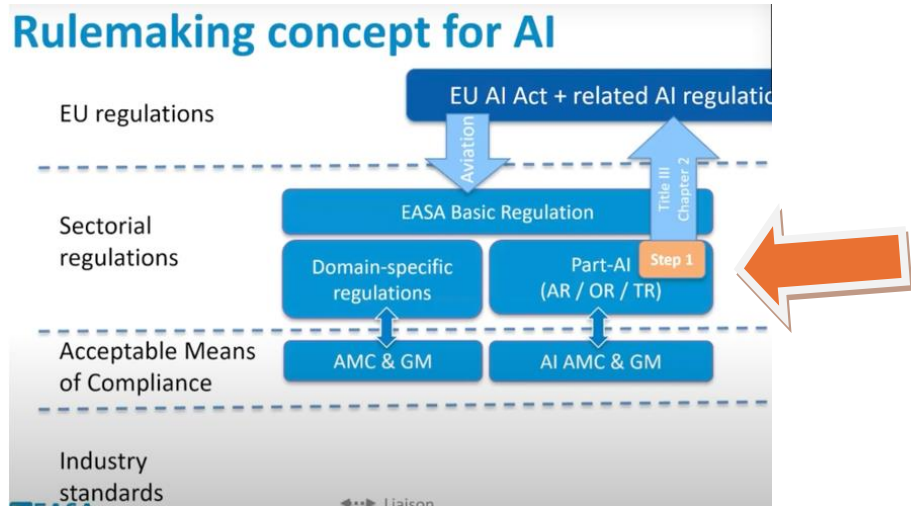 Rulemaking concept for AI
EU regulations
EU AI Act + related AI regulatio
Aviation
Title III
Chapter 2
Sectorial
regulations
EASA Basic Regulation
Domain-specific
regulations
Part-AI
(AR / OR / TR)
Step 1
Acceptable Means
of Compliance
AMC & GM
AI AMC & GM
Industry
standards
Liaison